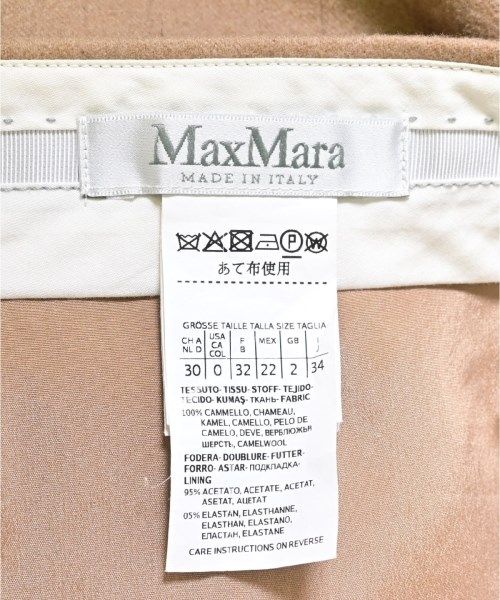 MaxMara
MADE IN ITALY
P W
あて布使用
GRÖSSE TAILLE TALLA SIZE TAGLIA
CH A NL D USA CA COL F B MEX GB I J
30 0 32 22 2 34
TESSUTO-TISSU-STOFF-TEJIDO-
TECIDO-KUMAŞ-ТКАНЬ-FABRIC
100% CAMMELLO, CHAMEAU,
KAMEL, CAMELLO, PELO DE
CAMELO, DEVE, ВЕРБЛЮЖЬЯ
ШЕРСТЬ, CAMELWOOL
FODERA-DOUBLURE-FUTTER-
FORRO-ASTAR-ПОДКЛАДКА-
LINING
95% ACETATO, ACETATE, ACETAT,
ASETAT, АЦЕТАТ
05% ELASTAN, ELASTHANNE,
ELASTHAN, ELASTAN, ELASTANO,
ЕЛАСТАН, ELASTANE
CARE INSTRUCTIONS ON REVERSE